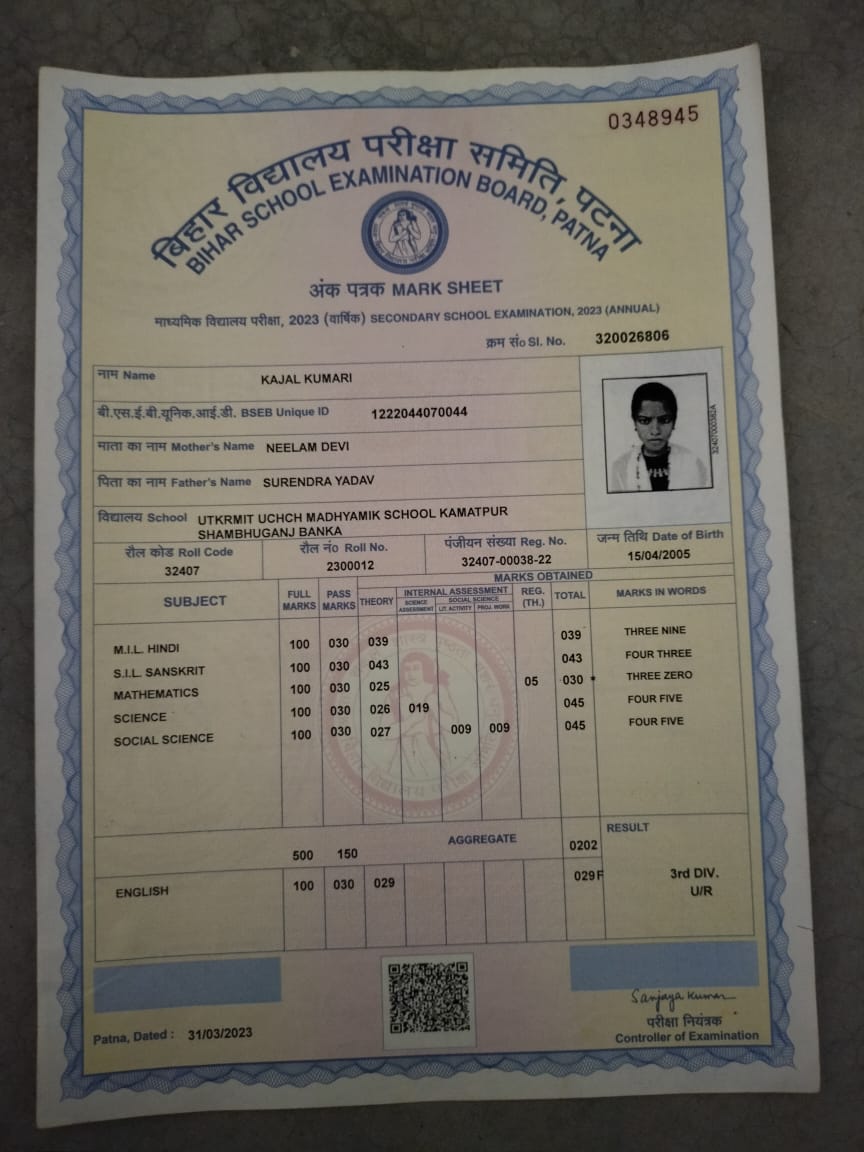 0348945
बिहार विद्यालय परीक्षा समिति, पटना
BIHAR SCHOOL EXAMINATION BOARD, PATNA
अंक पत्रक MARK SHEET
माध्यमिक विद्यालय परीक्षा, 2023 (वार्षिक) SECONDARY SCHOOL EXAMINATION, 2023 (ANNUAL)
क्रम सं० Sl. No. 320026806
नाम Name KAJAL KUMARI
बी.एस.ई.बी.यूनिक.आई.डी. BSEB Unique ID 1222044070044
माता का नाम Mother's Name NEELAM DEVI
पिता का नाम Father's Name SURENDRA YADAV
विद्यालय School UTKRMIT UCHCH MADHYAMIK SCHOOL KAMATPUR
SHAMBHUGANJ BANKA
रौल कोड Roll Code रौल नं० Roll No. पंजीयन संख्या Reg. No. जन्म तिथि Date of Birth
32407 2300012 32407-00038-22 15/04/2005
MARKS OBTAINED
SUBJECT FULL MARKS PASS MARKS THEORY INTERNAL ASSESSMENT REG. (TH.) TOTAL MARKS IN WORDS
SCIENCE ASSESSMENT SOCIAL SCIENCE LIT. ACTIVITY PROJ. WORK
M.I.L. HINDI 100 030 039 039 THREE NINE
S.I.L. SANSKRIT 100 030 043 043 FOUR THREE
MATHEMATICS 100 030 025 05 030 * THREE ZERO
SCIENCE 100 030 026 019 045 FOUR FIVE
SOCIAL SCIENCE 100 030 027 009 009 045 FOUR FIVE
500 150 AGGREGATE 0202 RESULT
ENGLISH 100 030 029 029F 3rd DIV.
U/R
Sanjaya Kumar
परीक्षा नियंत्रक
Patna, Dated : 31/03/2023 Controller of Examination